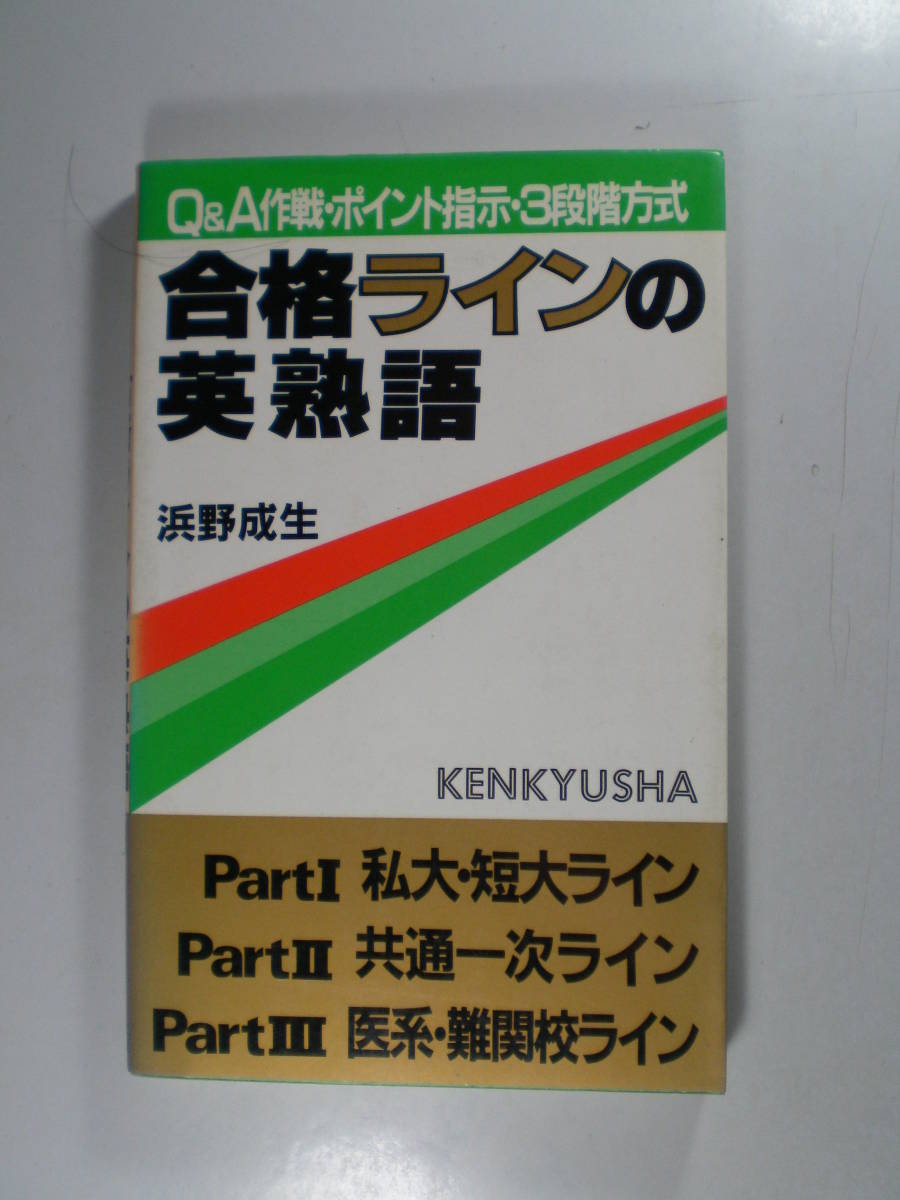 Q&A作戦・ポイント指示・3段階方式
合格ラインの
英熟語
浜野成生
KENKYUSHA
PartⅠ 私大・短大ライン
PartⅡ 共通一次ライン
PartⅢ 医系・難関校ライン